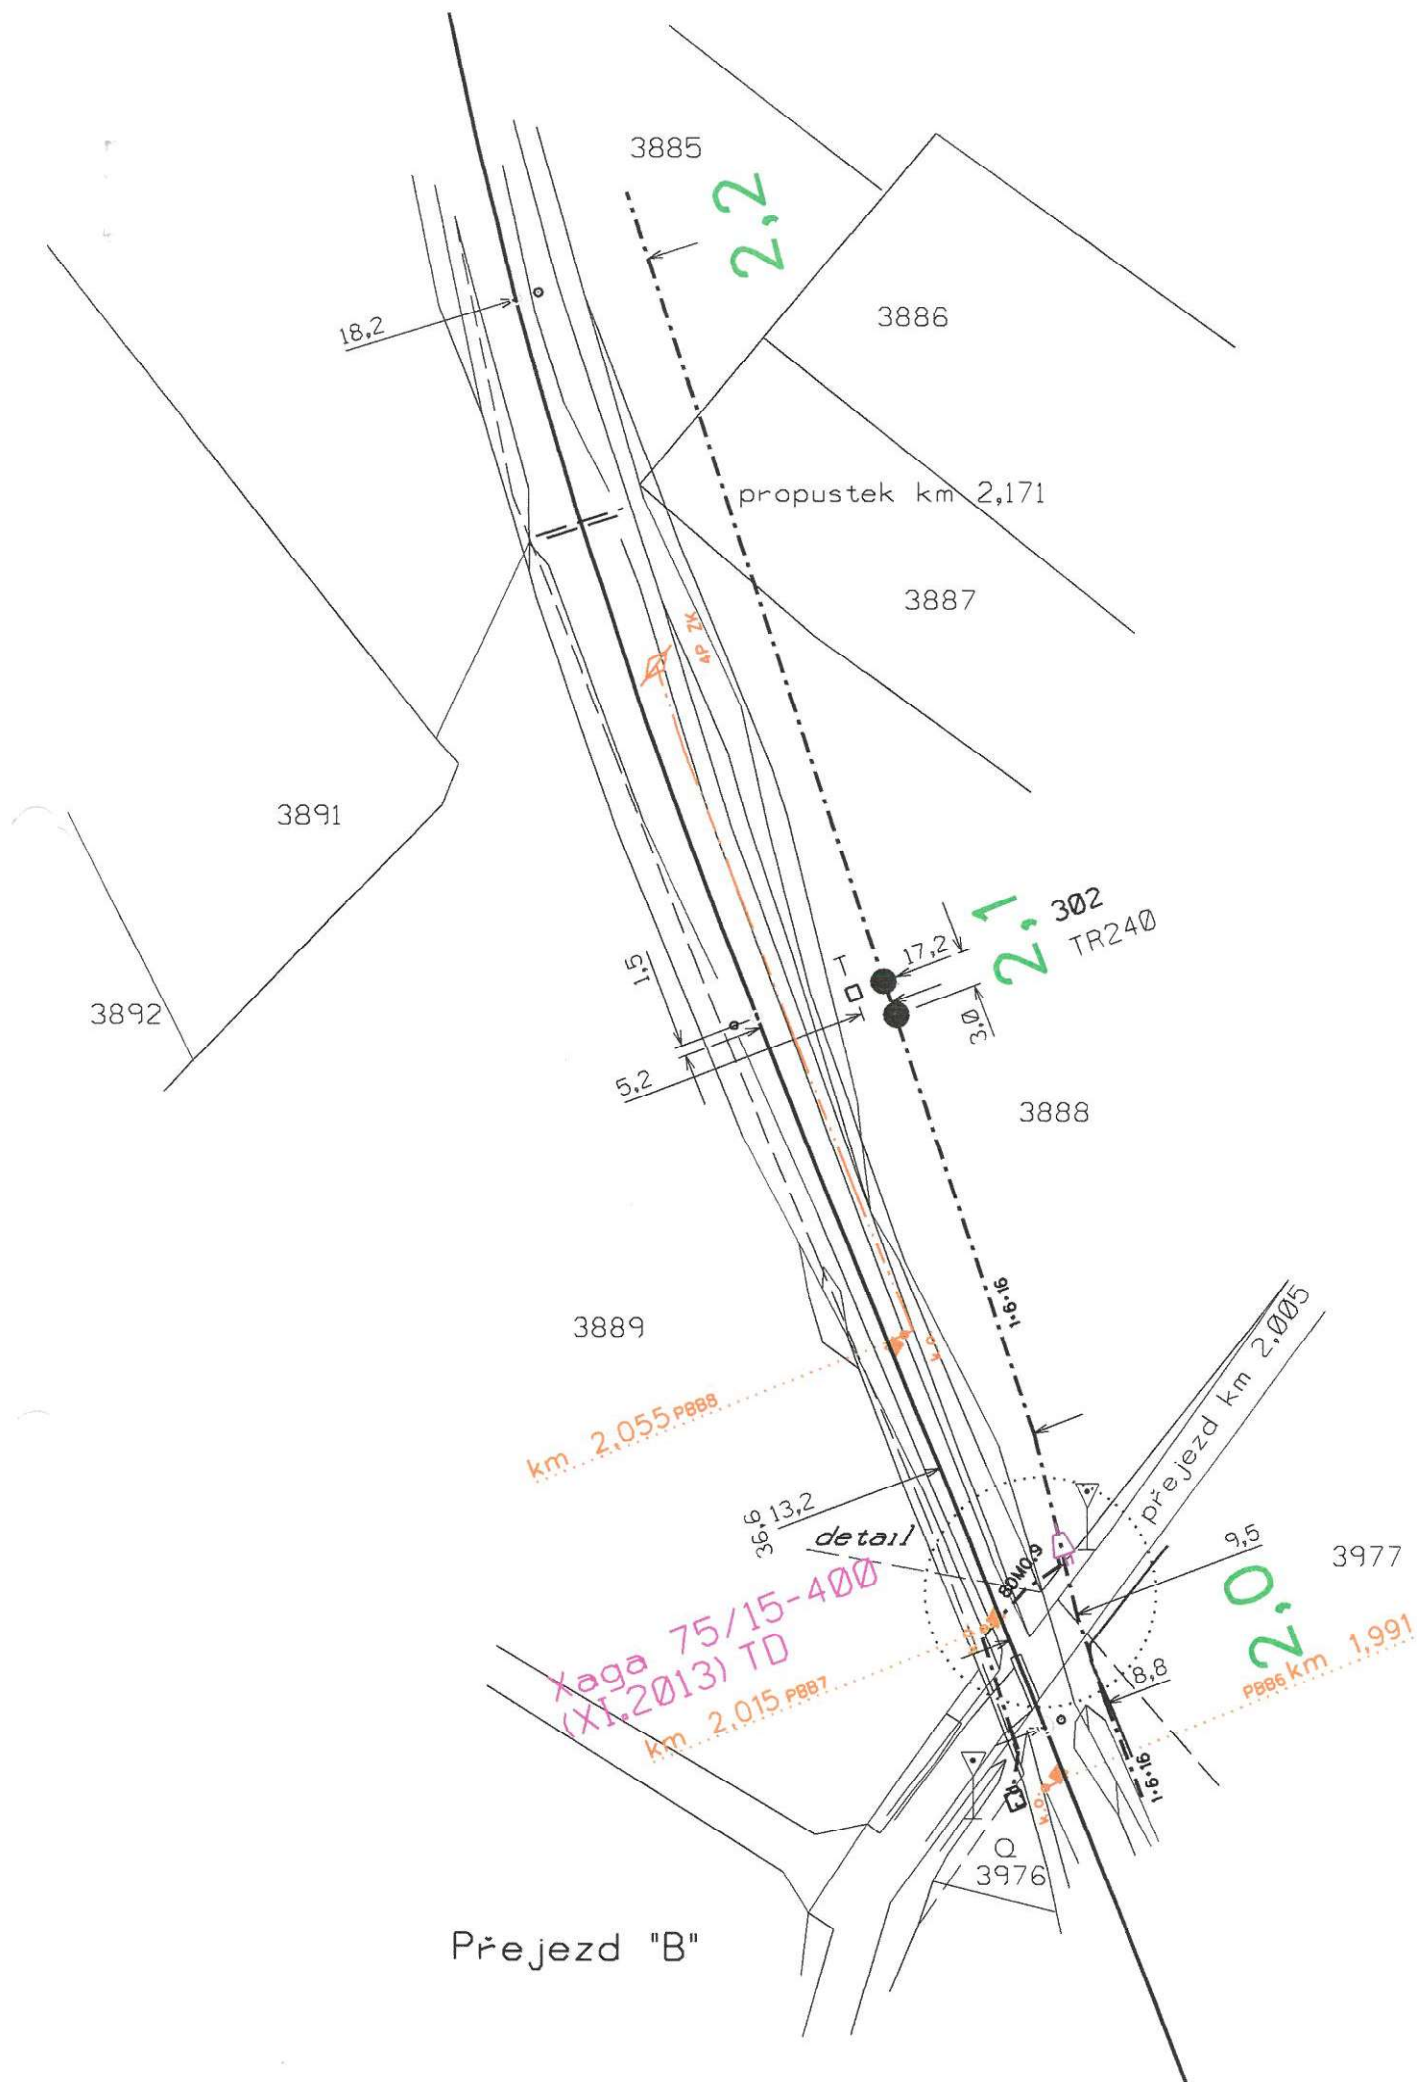 3885
2,2
3886
18,2
propustek km 2,171
3887
4P ZK
3891
2,1
302
TR240
17,2
T
1,5
3892
3,0
5,2
3888
1·6·16
3889
přejezd km 2,005
k.o.
km 2,055 PBB8
36,6
13,2
detail
80M0.9
9,5
3977
2,0
Xaga 75/15-400
(XI.2013) TD
km 2,015 PBB7
8,8
PBB6 km 1,991
1·6·16
k.o.
Q
3976
Přejezd "B"